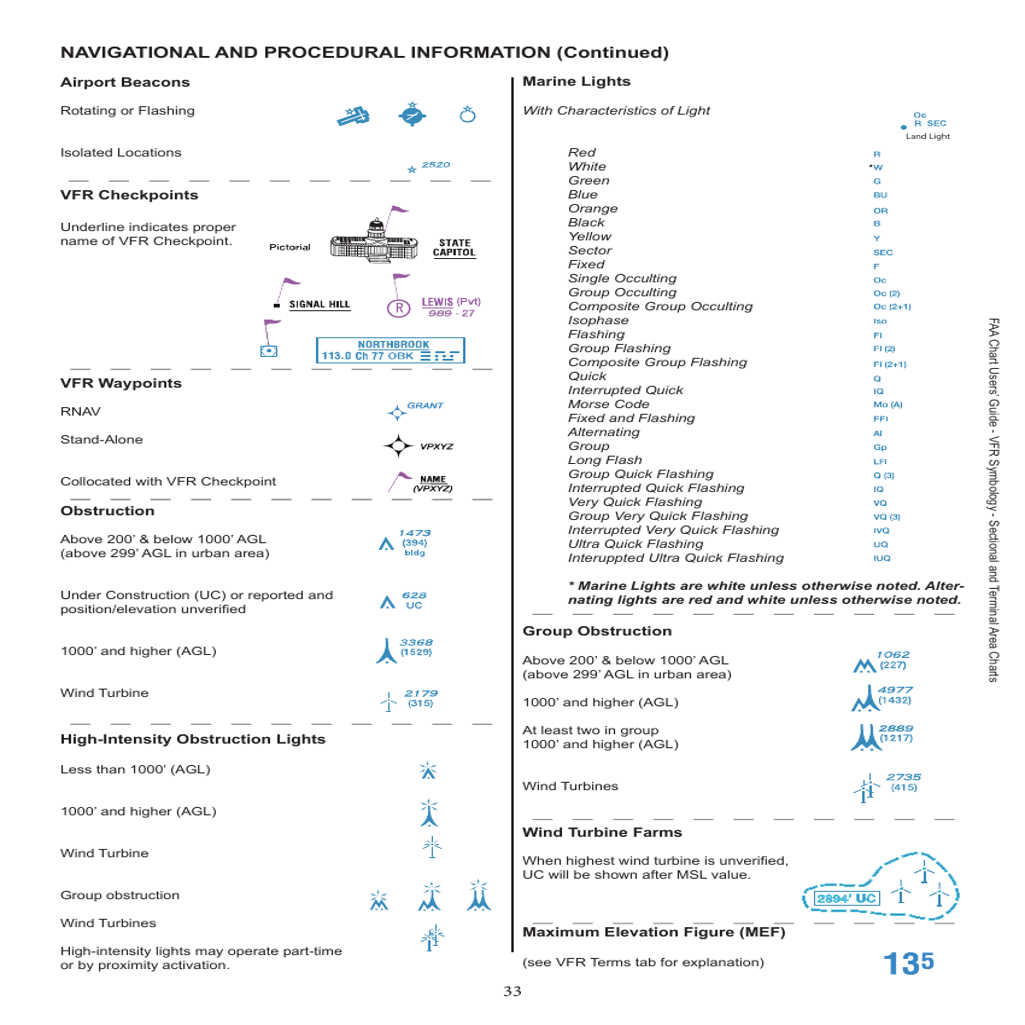 NAVIGATIONAL AND PROCEDURAL INFORMATION (Continued)
Airport Beacons
Rotating or Flashing
Isolated Locations
2520
VFR Checkpoints
Underline indicates proper
name of VFR Checkpoint.
Pictorial
STATE
CAPITOL
SIGNAL HILL
R
LEWIS (Pvt)
989 - 27
NORTHBROOK
113.0 Ch 77 OBK
VFR Waypoints
RNAV
GRANT
Stand-Alone
VPXYZ
Collocated with VFR Checkpoint
NAME
(VPXYZ)
Obstruction
Above 200' & below 1000' AGL
(above 299' AGL in urban area)
1473
(394)
bldg
Under Construction (UC) or reported and
position/elevation unverified
628
UC
1000' and higher (AGL)
3368
(1529)
Wind Turbine
2179
(315)
High-Intensity Obstruction Lights
Less than 1000' (AGL)
1000' and higher (AGL)
Wind Turbine
Group obstruction
Wind Turbines
High-intensity lights may operate part-time
or by proximity activation.
Marine Lights
With Characteristics of Light
Oc
R SEC
Land Light
Red R
White *W
Green G
Blue BU
Orange OR
Black B
Yellow Y
Sector SEC
Fixed F
Single Occulting Oc
Group Occulting Oc (2)
Composite Group Occulting Oc (2+1)
Isophase Iso
Flashing Fl
Group Flashing Fl (2)
Composite Group Flashing Fl (2+1)
Quick Q
Interrupted Quick IQ
Morse Code Mo (A)
Fixed and Flashing FFl
Alternating Al
Group Gp
Long Flash LFl
Group Quick Flashing Q (3)
Interrupted Quick Flashing IQ
Very Quick Flashing VQ
Group Very Quick Flashing VQ (3)
Interrupted Very Quick Flashing IVQ
Ultra Quick Flashing UQ
Interuppted Ultra Quick Flashing IUQ
* Marine Lights are white unless otherwise noted. Alter-
nating lights are red and white unless otherwise noted.
Group Obstruction
Above 200' & below 1000' AGL
(above 299' AGL in urban area)
1062
(227)
1000' and higher (AGL)
4977
(1432)
At least two in group
1000' and higher (AGL)
2889
(1217)
Wind Turbines
2735
(415)
Wind Turbine Farms
When highest wind turbine is unverified,
UC will be shown after MSL value.
2894' UC
Maximum Elevation Figure (MEF)
(see VFR Terms tab for explanation)
135
FAA Chart Users' Guide - VFR Symbology - Sectional and Terminal Area Charts
33